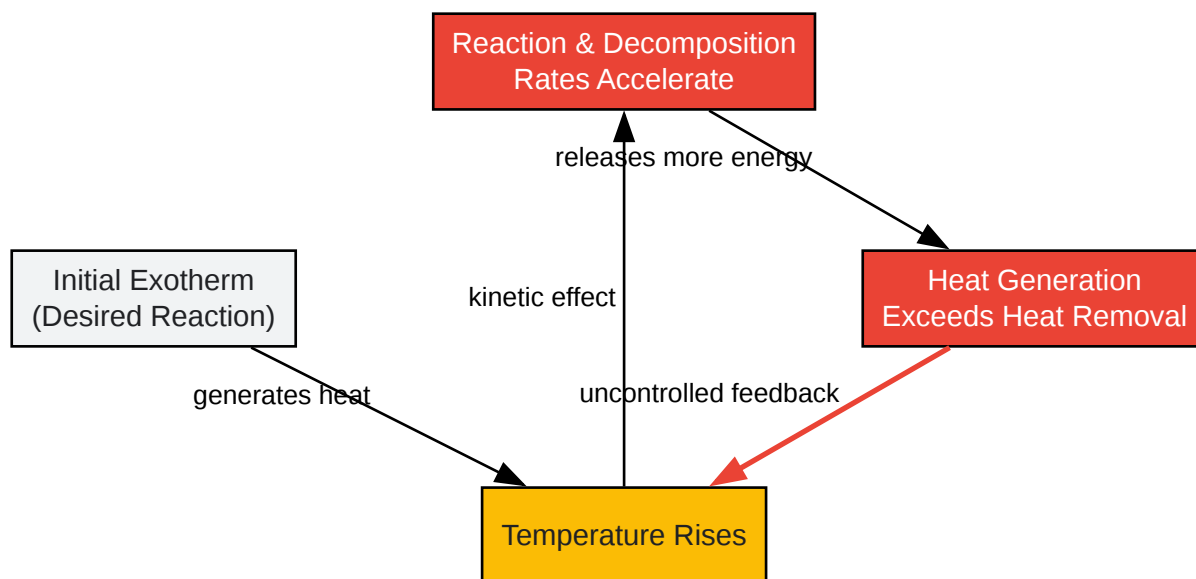 Reaction & Decomposition
Rates Accelerate
releases more energy
Initial Exotherm
(Desired Reaction)
Heat Generation
Exceeds Heat Removal
kinetic effect
generates heat
uncontrolled feedback
Temperature Rises